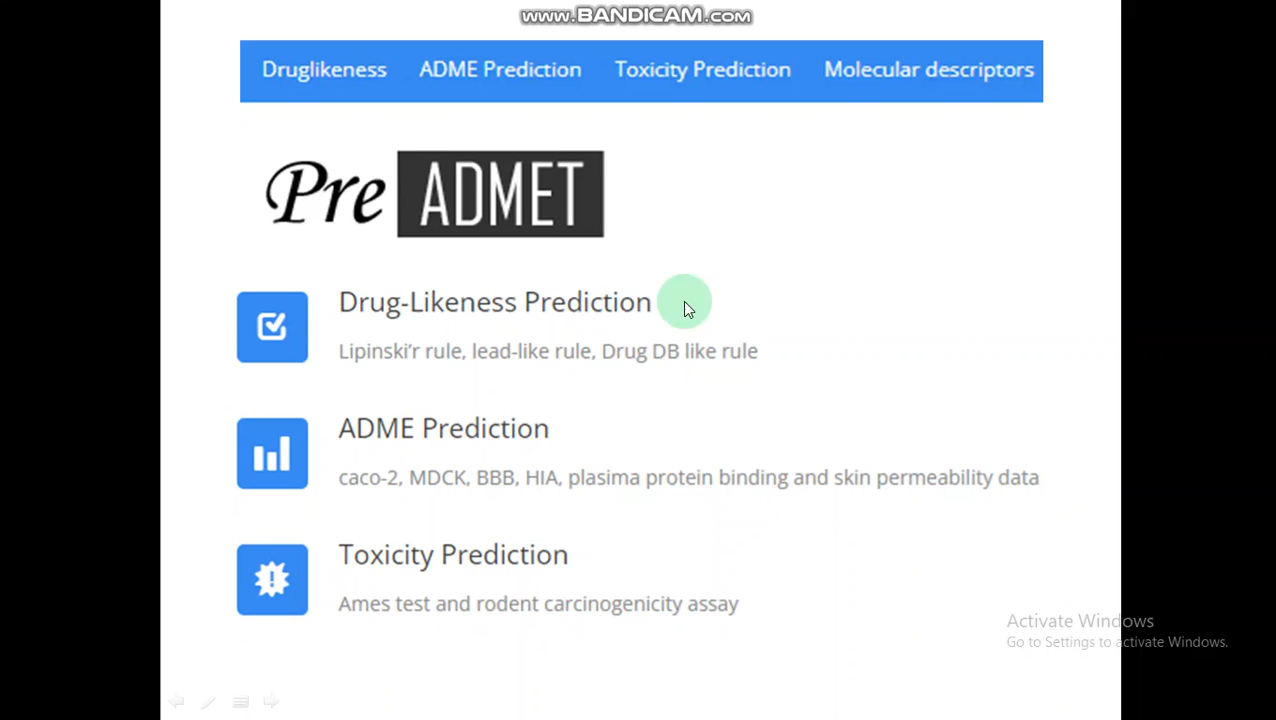 www.BANDICAM.com
Druglikeness ADME Prediction Toxicity Prediction Molecular descriptors
Pre ADMET
Drug-Likeness Prediction
Lipinski'r rule, lead-like rule, Drug DB like rule
ADME Prediction
caco-2, MDCK, BBB, HIA, plasima protein binding and skin permeability data
Toxicity Prediction
Ames test and rodent carcinogenicity assay
Activate Windows
Go to Settings to activate Windows.